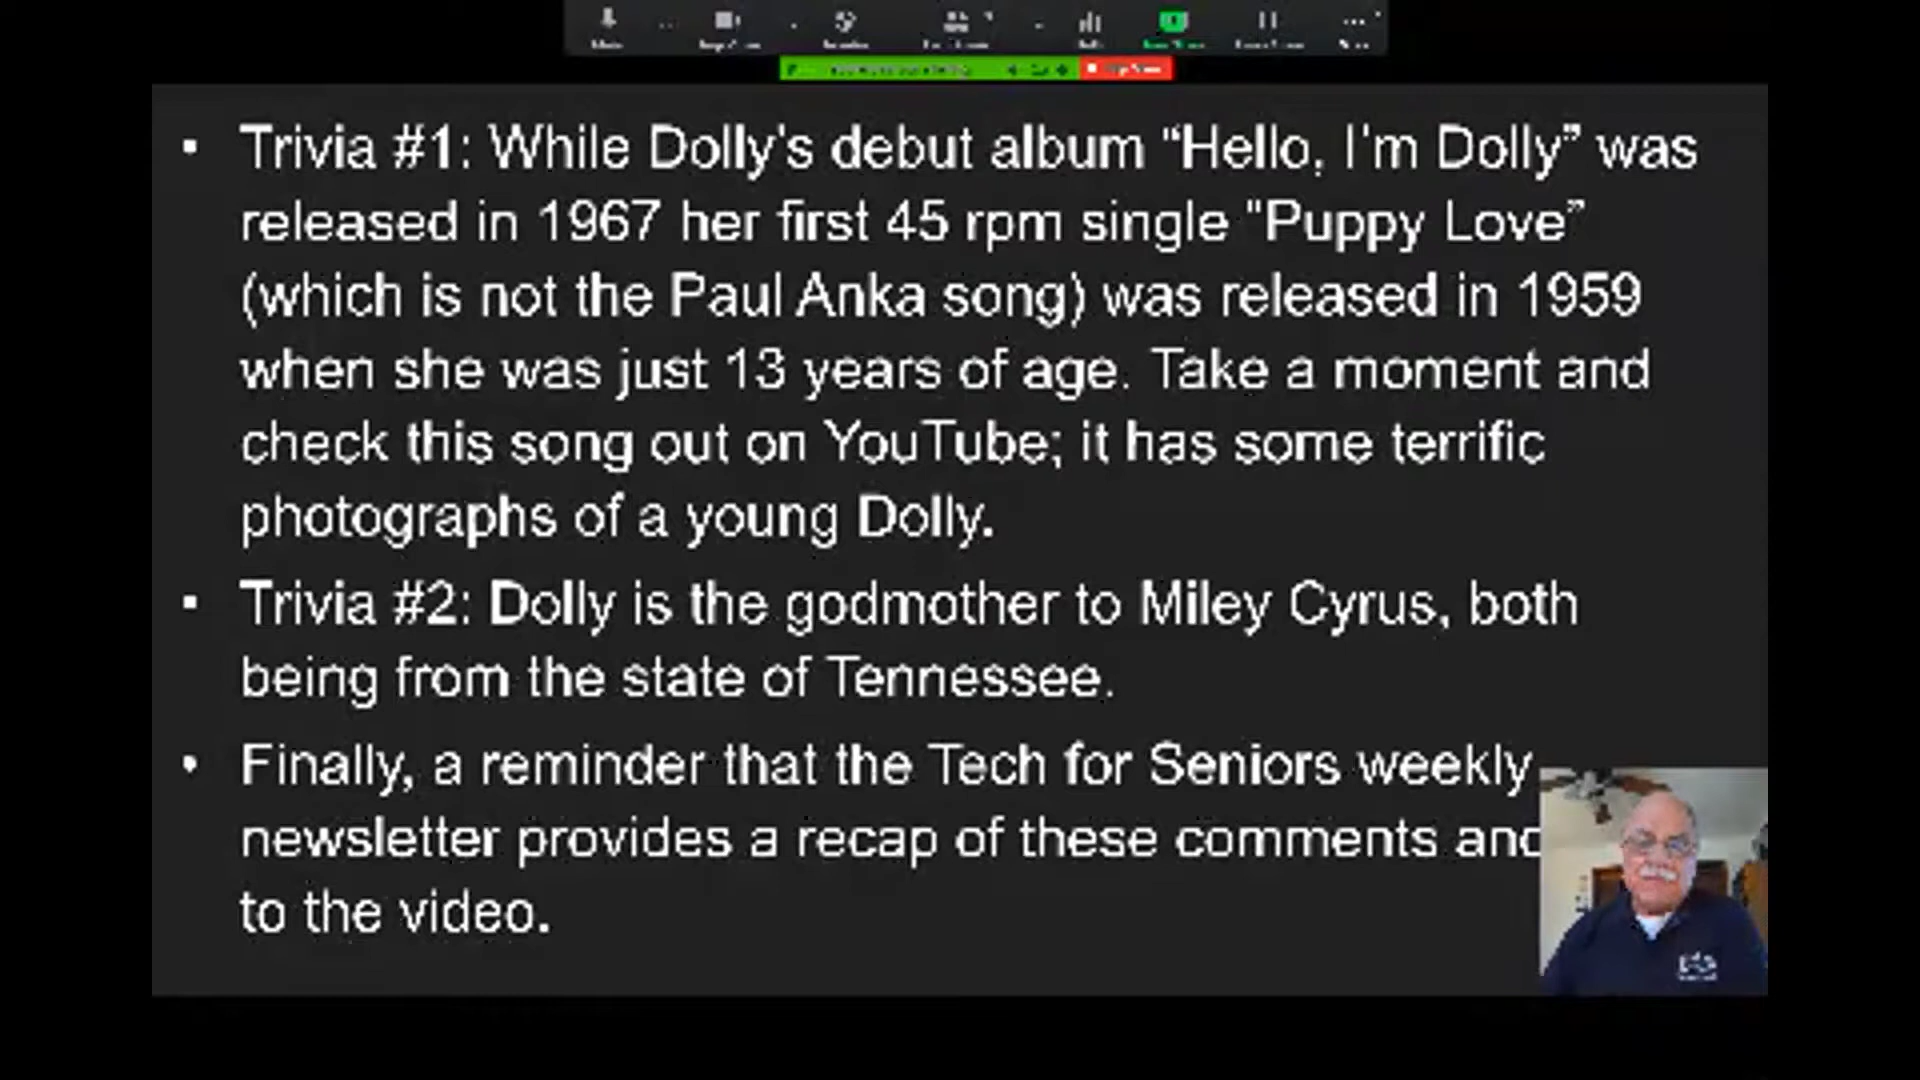 • Trivia #1: While Dolly's debut album “Hello, I'm Dolly” was
released in 1967 her first 45 rpm single "Puppy Love”
(which is not the Paul Anka song) was released in 1959
when she was just 13 years of age. Take a moment and
check this song out on YouTube; it has some terrific
photographs of a young Dolly.
• Trivia #2: Dolly is the godmother to Miley Cyrus, both
being from the state of Tennessee.
• Finally, a reminder that the Tech for Seniors weekly
newsletter provides a recap of these comments and
to the video.